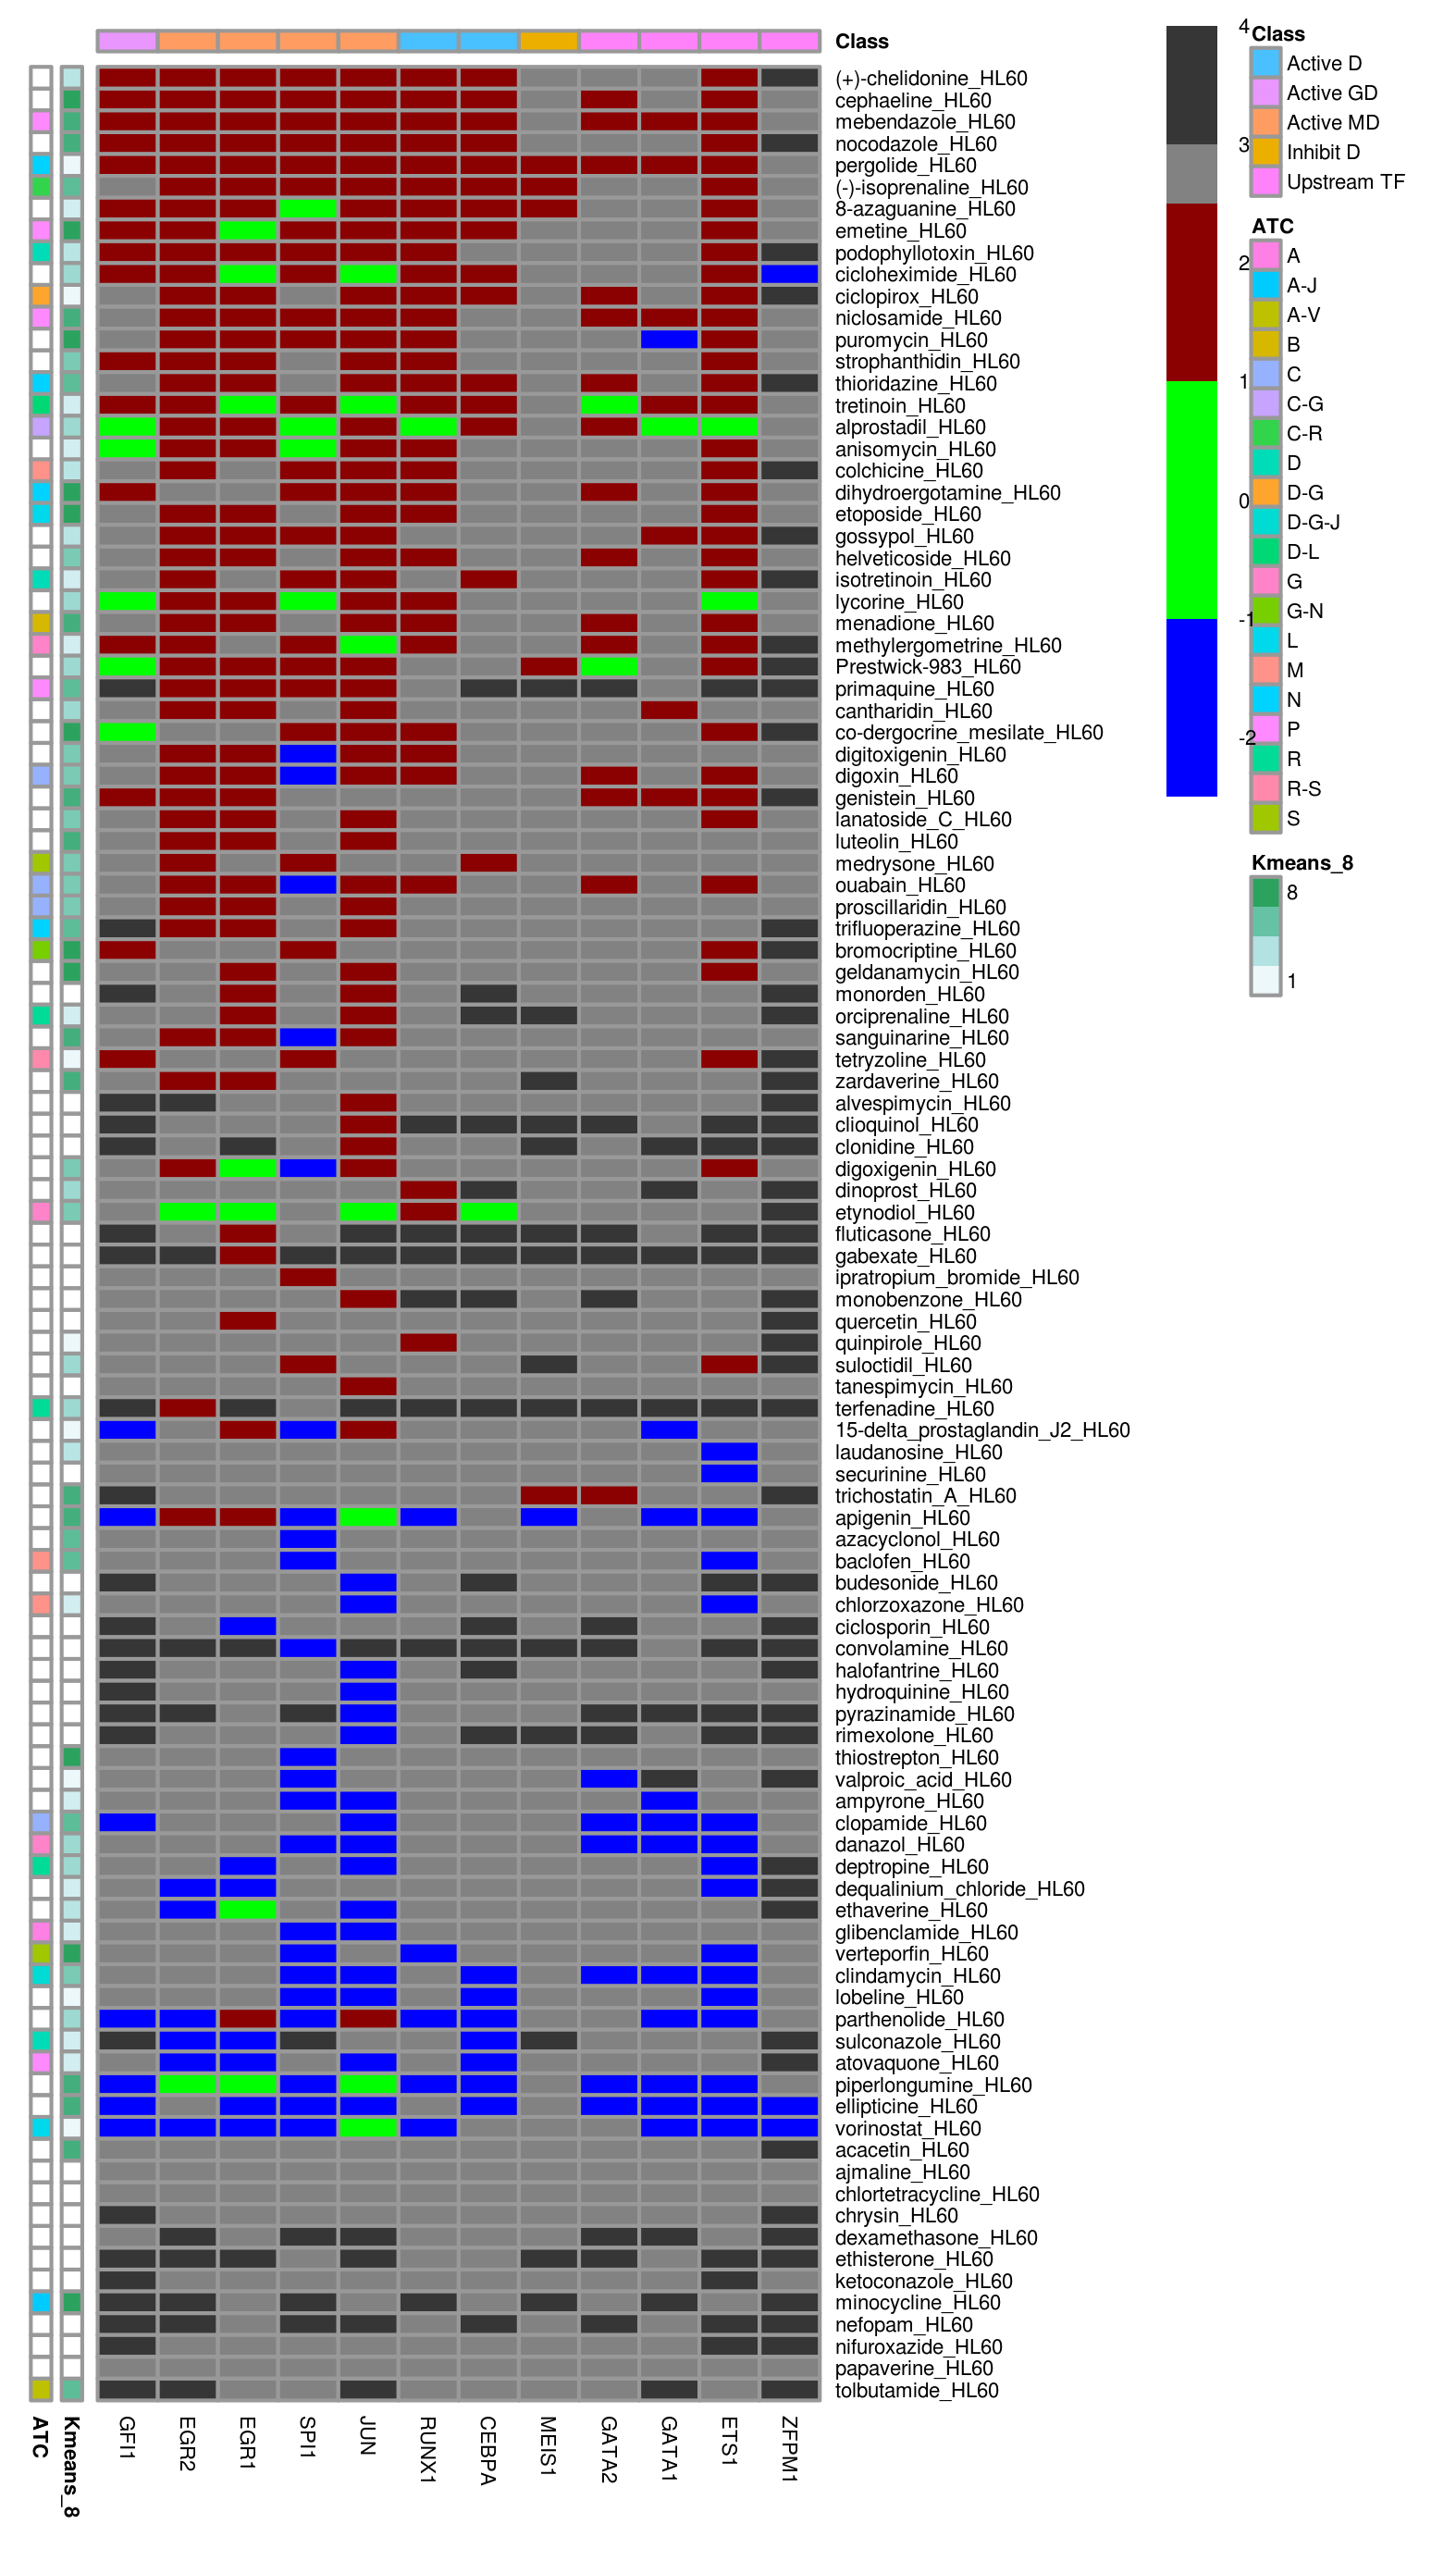 Class
(+)-chelidonine_HL60
cephaeline_HL60
mebendazole_HL60
nocodazole_HL60
pergolide_HL60
(-)-isoprenaline_HL60
8-azaguanine_HL60
emetine_HL60
podophyllotoxin_HL60
cicloheximide_HL60
ciclopirox_HL60
niclosamide_HL60
puromycin_HL60
strophanthidin_HL60
thioridazine_HL60
tretinoin_HL60
alprostadil_HL60
anisomycin_HL60
colchicine_HL60
dihydroergotamine_HL60
etoposide_HL60
gossypol_HL60
helveticoside_HL60
isotretinoin_HL60
lycorine_HL60
menadione_HL60
methylergometrine_HL60
Prestwick-983_HL60
primaquine_HL60
cantharidin_HL60
co-dergocrine_mesilate_HL60
digitoxigenin_HL60
digoxin_HL60
genistein_HL60
lanatoside_C_HL60
luteolin_HL60
medrysone_HL60
ouabain_HL60
proscillaridin_HL60
trifluoperazine_HL60
bromocriptine_HL60
geldanamycin_HL60
monorden_HL60
orciprenaline_HL60
sanguinarine_HL60
tetryzoline_HL60
zardaverine_HL60
alvespimycin_HL60
clioquinol_HL60
clonidine_HL60
digoxigenin_HL60
dinoprost_HL60
etynodiol_HL60
fluticasone_HL60
gabexate_HL60
ipratropium_bromide_HL60
monobenzone_HL60
quercetin_HL60
quinpirole_HL60
suloctidil_HL60
tanespimycin_HL60
terfenadine_HL60
15-delta_prostaglandin_J2_HL60
laudanosine_HL60
securinine_HL60
trichostatin_A_HL60
apigenin_HL60
azacyclonol_HL60
baclofen_HL60
budesonide_HL60
chlorzoxazone_HL60
ciclosporin_HL60
convolamine_HL60
halofantrine_HL60
hydroquinine_HL60
pyrazinamide_HL60
rimexolone_HL60
thiostrepton_HL60
valproic_acid_HL60
ampyrone_HL60
clopamide_HL60
danazol_HL60
deptropine_HL60
dequalinium_chloride_HL60
ethaverine_HL60
glibenclamide_HL60
verteporfin_HL60
clindamycin_HL60
lobeline_HL60
parthenolide_HL60
sulconazole_HL60
atovaquone_HL60
piperlongumine_HL60
ellipticine_HL60
vorinostat_HL60
acacetin_HL60
ajmaline_HL60
chlortetracycline_HL60
chrysin_HL60
dexamethasone_HL60
ethisterone_HL60
ketoconazole_HL60
minocycline_HL60
nefopam_HL60
nifuroxazide_HL60
papaverine_HL60
tolbutamide_HL60
ATC
Kmeans_8
GFI1
EGR2
EGR1
SPI1
JUN
RUNX1
CEBPA
MEIS1
GATA2
GATA1
ETS1
ZFPM1
4
3
2
1
0
-1
-2
Class
Active D
Active GD
Active MD
Inhibit D
Upstream TF
ATC
A
A-J
A-V
B
C
C-G
C-R
D
D-G
D-G-J
D-L
G
G-N
L
M
N
P
R
R-S
S
Kmeans_8
8
1